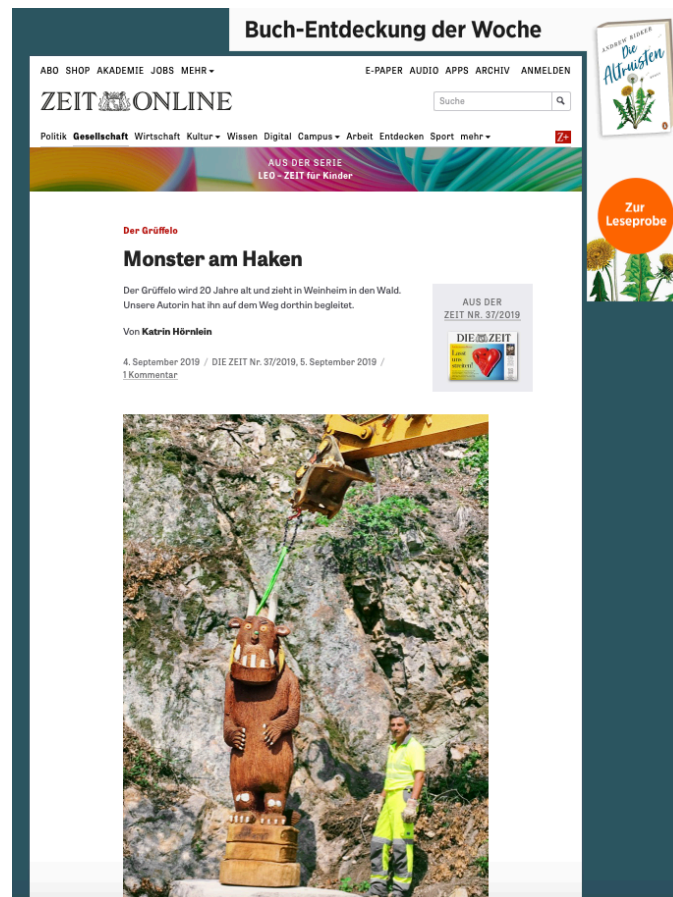 Buch-Entdeckung der Woche
ANDREW RIDKER
Die
Altruisten
Zur
Leseprobe
ABO SHOP AKADEMIE JOBS MEHR
E-PAPER AUDIO APPS ARCHIV ANMELDEN
ZEIT ONLINE
Suche
Politik Gesellschaft Wirtschaft Kultur Wissen Digital Campus Arbeit Entdecken Sport mehr Z+
AUS DER SERIE
LEO – ZEIT für Kinder
Der Grüffelo
Monster am Haken
Der Grüffelo wird 20 Jahre alt und zieht in Weinheim in den Wald.
Unsere Autorin hat ihn auf dem Weg dorthin begleitet.
Von Katrin Hörnlein
4. September 2019 / DIE ZEIT Nr. 37/2019, 5. September 2019 /
1 Kommentar
AUS DER
ZEIT NR. 37/2019
DIE ZEIT
Lasst
uns
streiten!